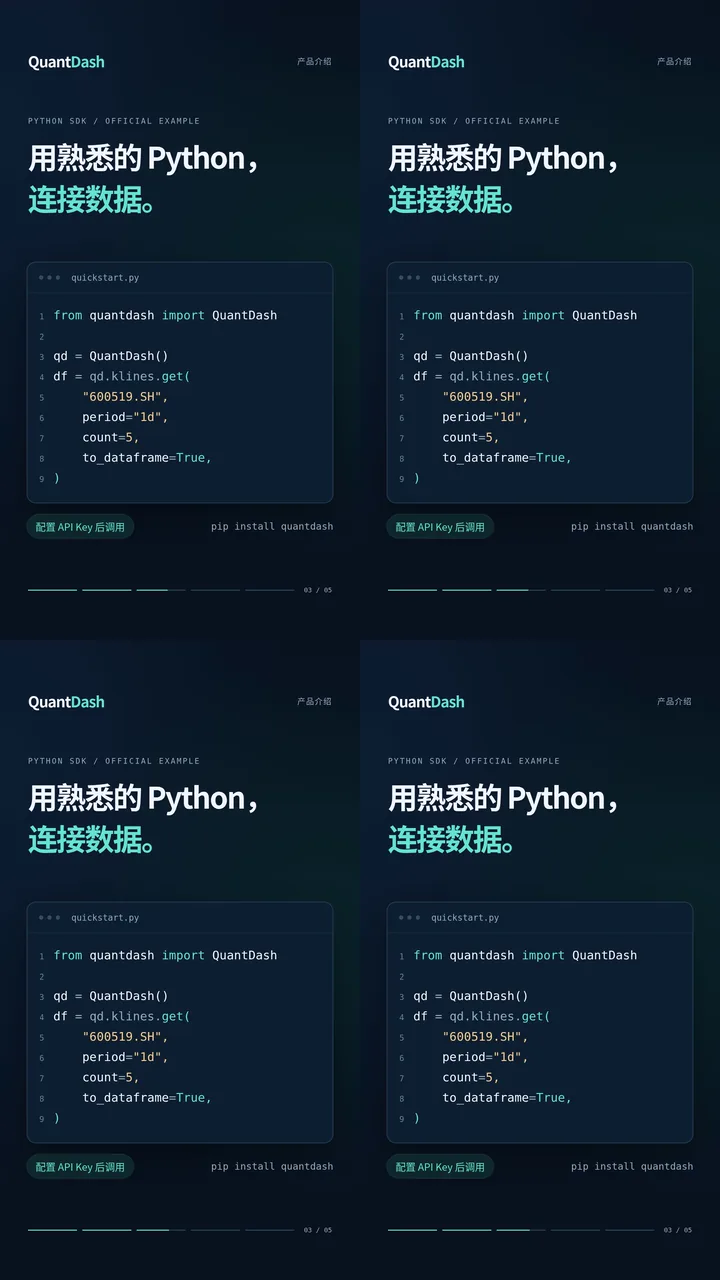 QuantDash
产品介绍
PYTHON SDK / OFFICIAL EXAMPLE
用熟悉的 Python，
连接数据。
quickstart.py
1 from quantdash import QuantDash
2
3 qd = QuantDash()
4 df = qd.klines.get(
5 "600519.SH",
6 period="1d",
7 count=5,
8 to_dataframe=True,
9 )
配置 API Key 后调用
pip install quantdash
03 / 05
QuantDash
产品介绍
PYTHON SDK / OFFICIAL EXAMPLE
用熟悉的 Python，
连接数据。
quickstart.py
1 from quantdash import QuantDash
2
3 qd = QuantDash()
4 df = qd.klines.get(
5 "600519.SH",
6 period="1d",
7 count=5,
8 to_dataframe=True,
9 )
配置 API Key 后调用
pip install quantdash
03 / 05
QuantDash
产品介绍
PYTHON SDK / OFFICIAL EXAMPLE
用熟悉的 Python，
连接数据。
quickstart.py
1 from quantdash import QuantDash
2
3 qd = QuantDash()
4 df = qd.klines.get(
5 "600519.SH",
6 period="1d",
7 count=5,
8 to_dataframe=True,
9 )
配置 API Key 后调用
pip install quantdash
03 / 05
QuantDash
产品介绍
PYTHON SDK / OFFICIAL EXAMPLE
用熟悉的 Python，
连接数据。
quickstart.py
1 from quantdash import QuantDash
2
3 qd = QuantDash()
4 df = qd.klines.get(
5 "600519.SH",
6 period="1d",
7 count=5,
8 to_dataframe=True,
9 )
配置 API Key 后调用
pip install quantdash
03 / 05